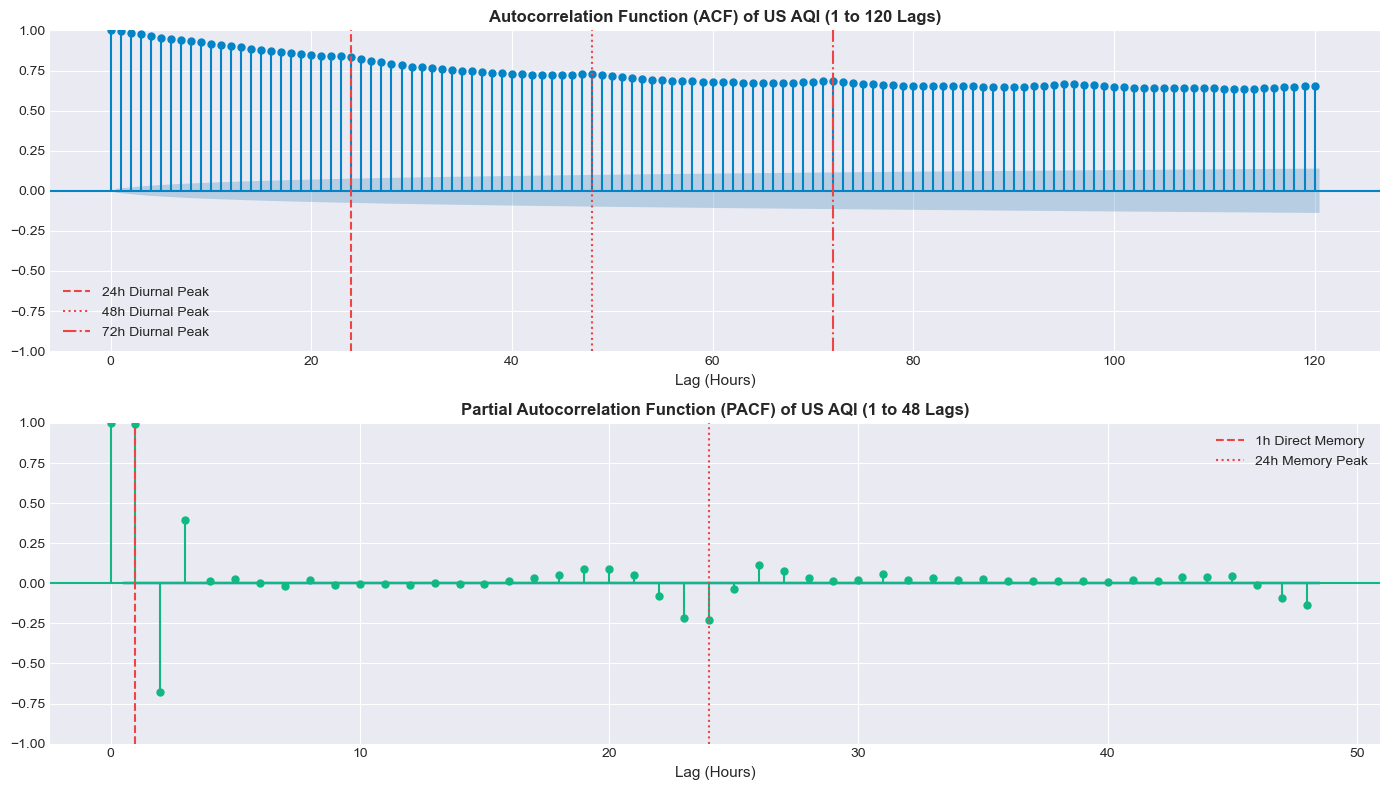 Autocorrelation Function (ACF) of US AQI (1 to 120 Lags)
1.00
0.75
0.50
0.25
0.00
−0.25
−0.50
−0.75
−1.00
24h Diurnal Peak
48h Diurnal Peak
72h Diurnal Peak
0 20 40 60 80 100 120
Lag (Hours)
Partial Autocorrelation Function (PACF) of US AQI (1 to 48 Lags)
1.00
0.75
0.50
0.25
0.00
−0.25
−0.50
−0.75
−1.00
1h Direct Memory
24h Memory Peak
0 10 20 30 40 50
Lag (Hours)